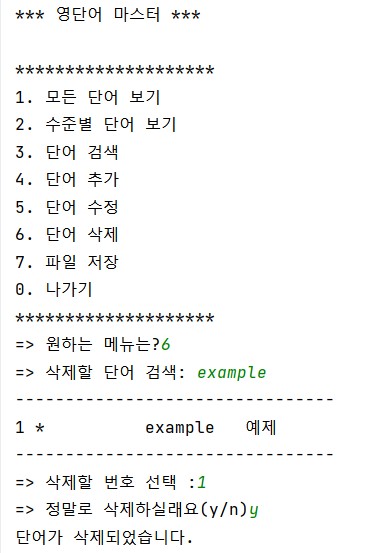 *** 영단어 마스터 ***
********************
1. 모든 단어 보기
2. 수준별 단어 보기
3. 단어 검색
4. 단어 추가
5. 단어 수정
6. 단어 삭제
7. 파일 저장
0. 나가기
********************
=> 원하는 메뉴는?6
=> 삭제할 단어 검색: example
--------------------------------
1 *          example   예제
--------------------------------
=> 삭제할 번호 선택 :1
=> 정말로 삭제하실래요(y/n)y
단어가 삭제되었습니다.